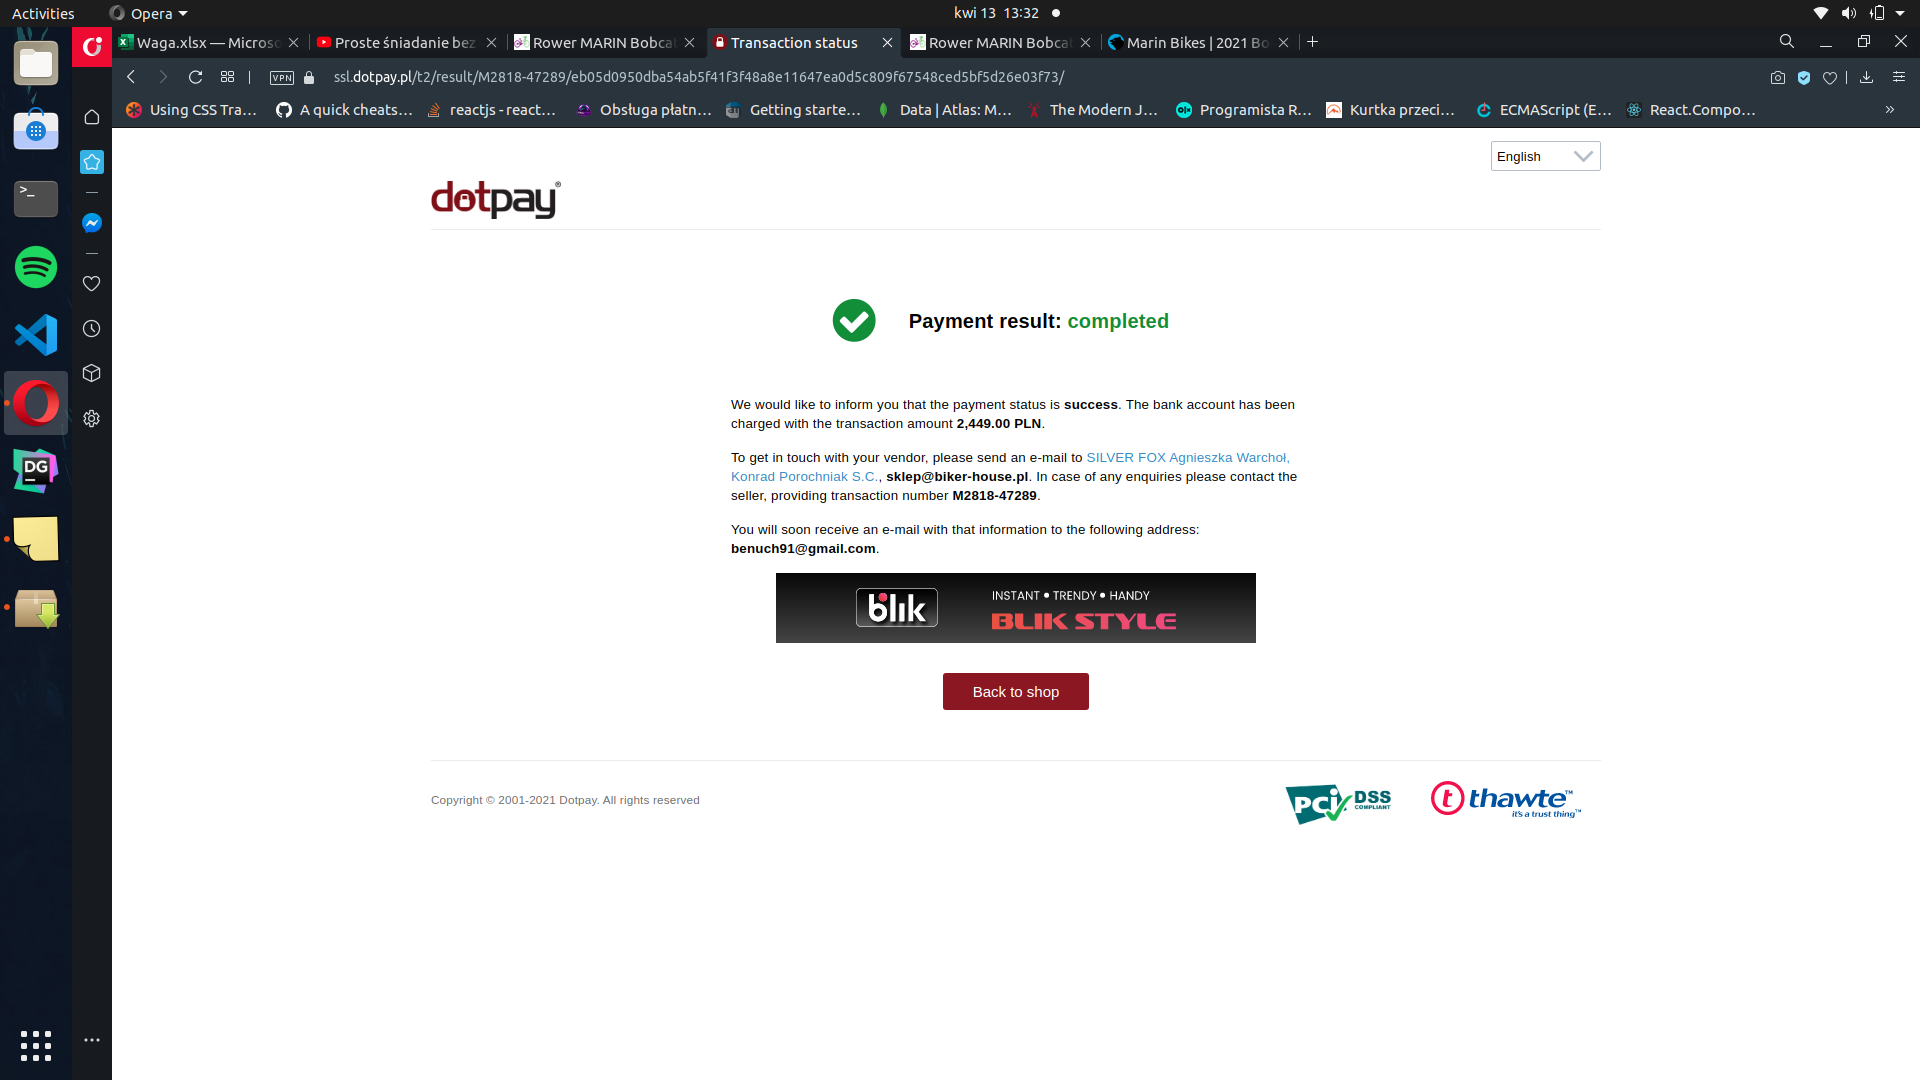 Activities
Opera
kwi 13 13:32
Waga.xlsx — Microso
Proste śniadanie bez
Rower MARIN Bobcat
Transaction status
Rower MARIN Bobcat
Marin Bikes | 2021 Bo
VPN
ssl.dotpay.pl/t2/result/M2818-47289/eb05d0950dba54ab5f41f3f48a8e11647ea0d5c809f67548ced5bf5d26e03f73/
Using CSS Tra…
A quick cheats…
reactjs - react…
Obsługa płatn…
Getting starte…
Data | Atlas: M…
The Modern J…
Programista R…
Kurtka przeci…
ECMAScript (E…
React.Compo…
English
dotpay®
Payment result: completed
We would like to inform you that the payment status is success. The bank account has been
charged with the transaction amount 2,449.00 PLN.
To get in touch with your vendor, please send an e-mail to SILVER FOX Agnieszka Warchoł,
Konrad Porochniak S.C., sklep@biker-house.pl. In case of any enquiries please contact the
seller, providing transaction number M2818-47289.
You will soon receive an e-mail with that information to the following address:
benuch91@gmail.com.
blik
INSTANT • TRENDY • HANDY
BLIK STYLE
Back to shop
Copyright © 2001-2021 Dotpay. All rights reserved
PCI DSS
COMPLIANT
t thawte™
it's a trust thing™
>_
DG